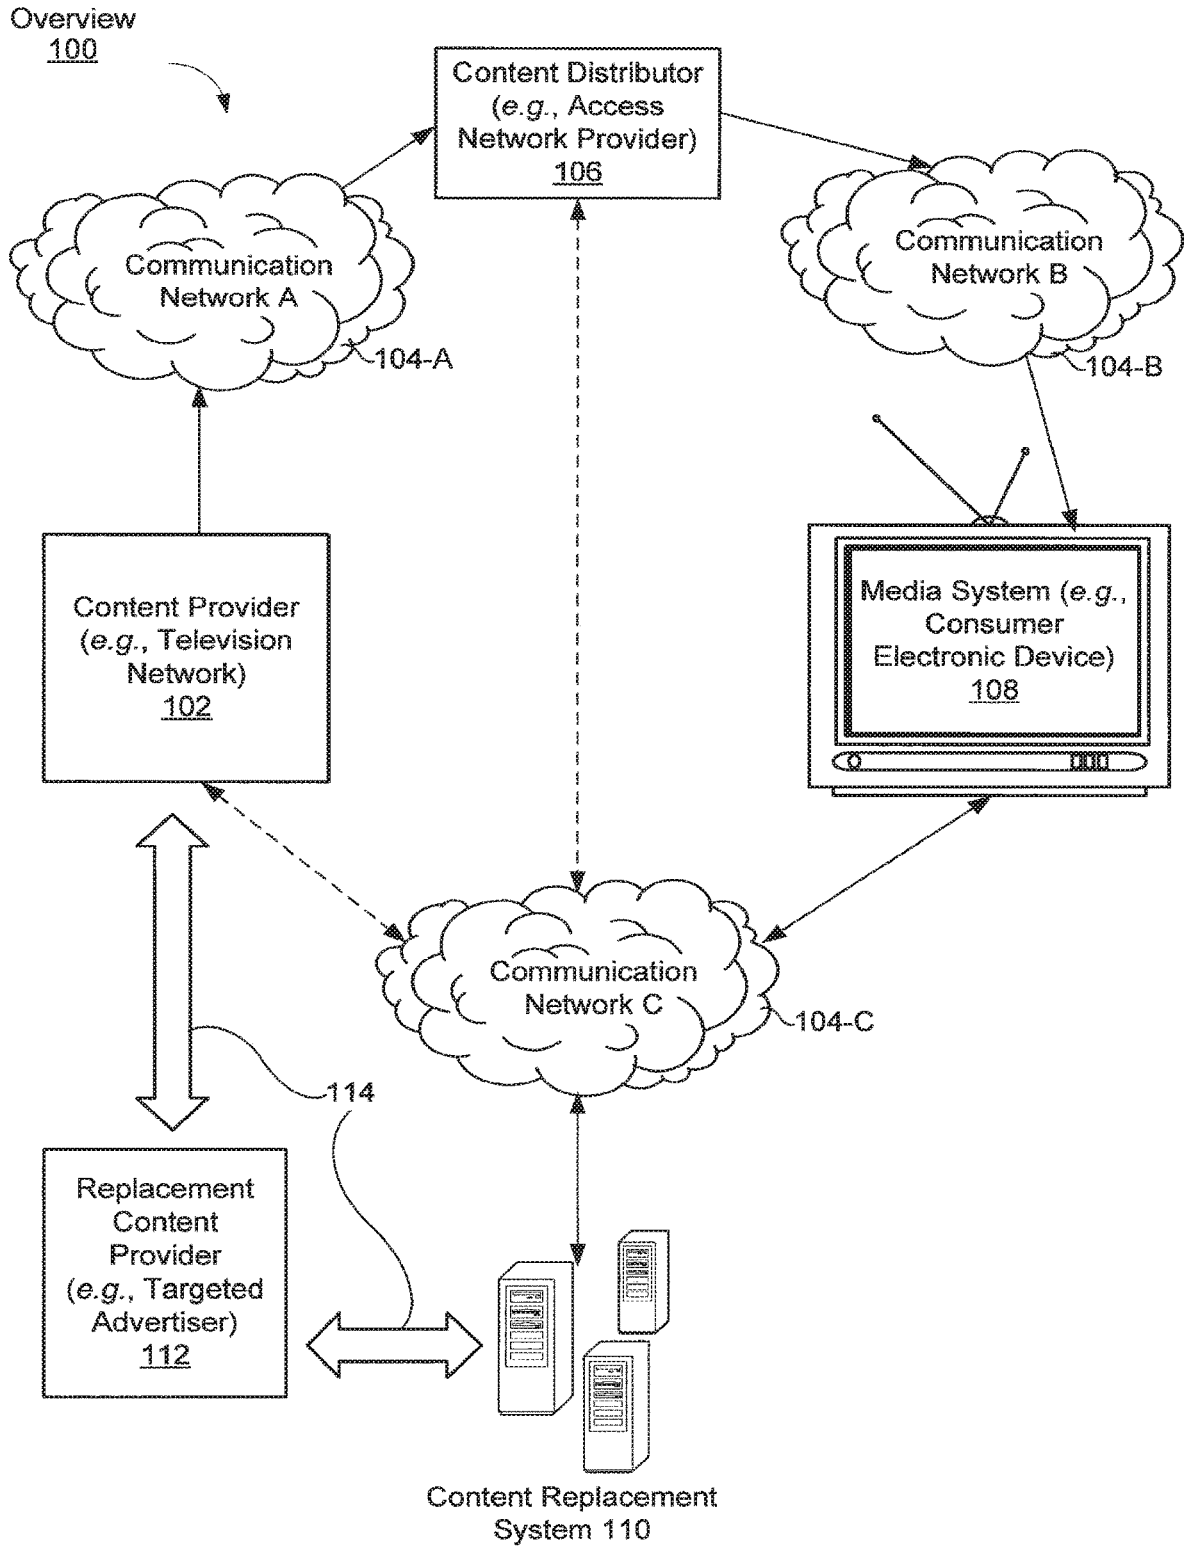 Overview
100
Content Distributor
(e.g., Access
Network Provider)
106
Communication
Network A
104-A
Communication
Network B
104-B
Content Provider
(e.g., Television
Network)
102
Media System (e.g.,
Consumer
Electronic Device)
108
Communication
Network C
104-C
114
Replacement
Content
Provider
(e.g., Targeted
Advertiser)
112
Content Replacement
System 110